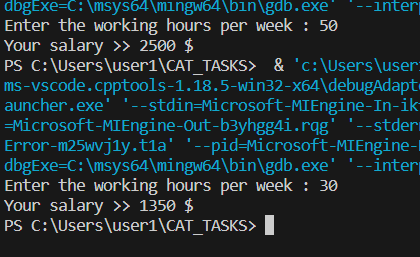 dbgExe=C:\msys64\mingw64\bin\gdb.exe' '--interp
Enter the working hours per week : 50
Your salary >> 2500 $
PS C:\Users\user1\CAT_TASKS>  & 'c:\Users\user
ms-vscode.cpptools-1.18.5-win32-x64\debugAdapt
auncher.exe' '--stdin=Microsoft-MIEngine-In-ik
=Microsoft-MIEngine-Out-b3yhgg4i.rqg' '--stder
Error-m25wvj1y.t1a' '--pid=Microsoft-MIEngine-
dbgExe=C:\msys64\mingw64\bin\gdb.exe' '--interp
Enter the working hours per week : 30
Your salary >> 1350 $
PS C:\Users\user1\CAT_TASKS>